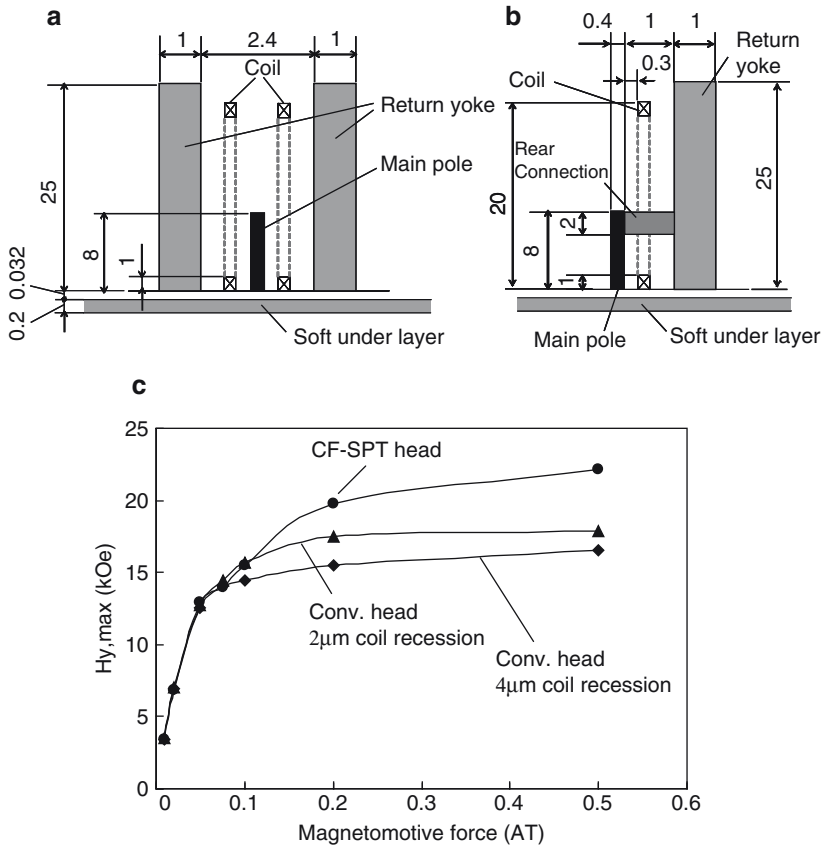 a
1
2.4
1
Coil
Return yoke
Main pole
25
8
1
0.032
0.2
Soft under layer
b
0.4
1
1
Return
yoke
0.3
Coil
Rear
Connection
20
8
2
1
25
Main pole
Soft under layer
c
25
20
15
10
5
0
Hy,max (kOe)
CF-SPT head
Conv. head
2μm coil recession
Conv. head
4μm coil recession
0
0.1
0.2
0.3
0.4
0.5
0.6
Magnetomotive force (AT)